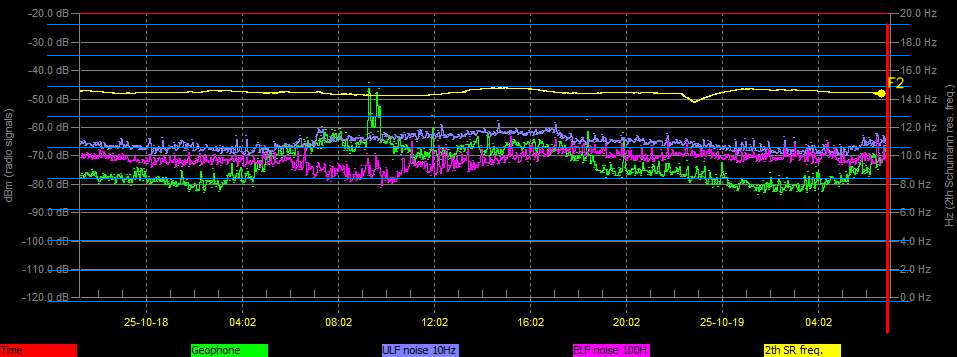 -20.0 dB 20.0 Hz
-30.0 dB 18.0 Hz
-40.0 dB 16.0 Hz
F2
-50.0 dB 14.0 Hz
-60.0 dB 12.0 Hz
-70.0 dB 10.0 Hz
-80.0 dB 8.0 Hz
-90.0 dB 6.0 Hz
-100.0 dB 4.0 Hz
-110.0 dB 2.0 Hz
-120.0 dB 0.0 Hz
dBm (radio signals)
Hz (2th Schumann res. freq.)
25-10-18 04:02 08:02 12:02 16:02 20:02 25-10-19 04:02
Time Geophone ULF noise 10Hz ELF noise 100H 2th SR freq.